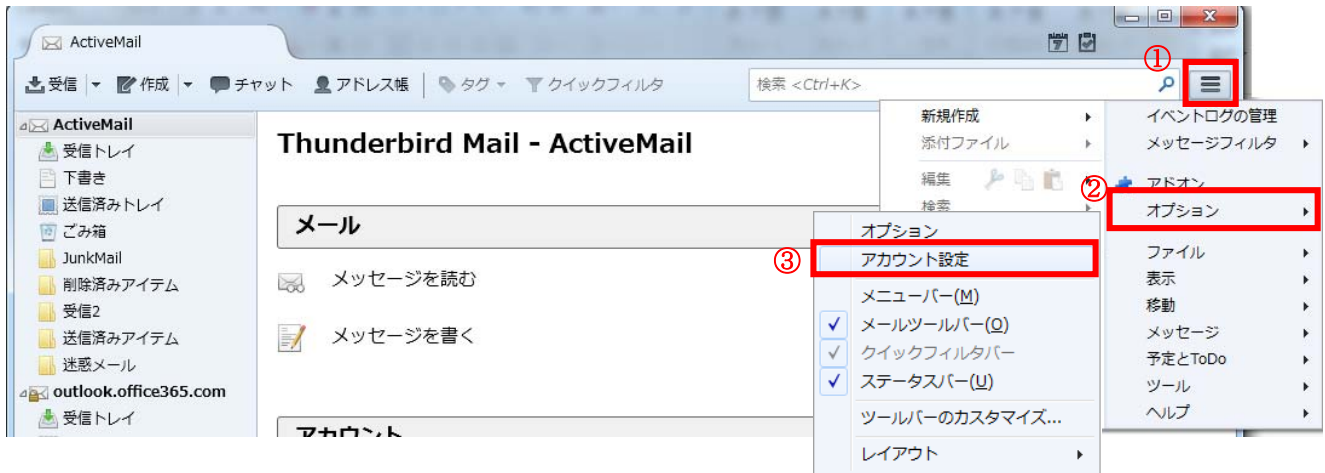 ActiveMail
①
受信 作成 チャット アドレス帳 タグ クイックフィルタ 検索 <Ctrl+K>
ActiveMail
受信トレイ
下書き
送信済みトレイ
ごみ箱
JunkMail
削除済みアイテム
受信2
送信済みアイテム
迷惑メール
outlook.office365.com
受信トレイ
Thunderbird Mail - ActiveMail
メール
メッセージを読む
メッセージを書く
アカウント
新規作成
添付ファイル
編集
検索
イベントログの管理
メッセージフィルタ
アドオン
②
オプション
ファイル
表示
移動
メッセージ
予定とToDo
ツール
ヘルプ
オプション
③
アカウント設定
メニューバー(M)
メールツールバー(O)
クイックフィルタバー
ステータスバー(U)
ツールバーのカスタマイズ...
レイアウト